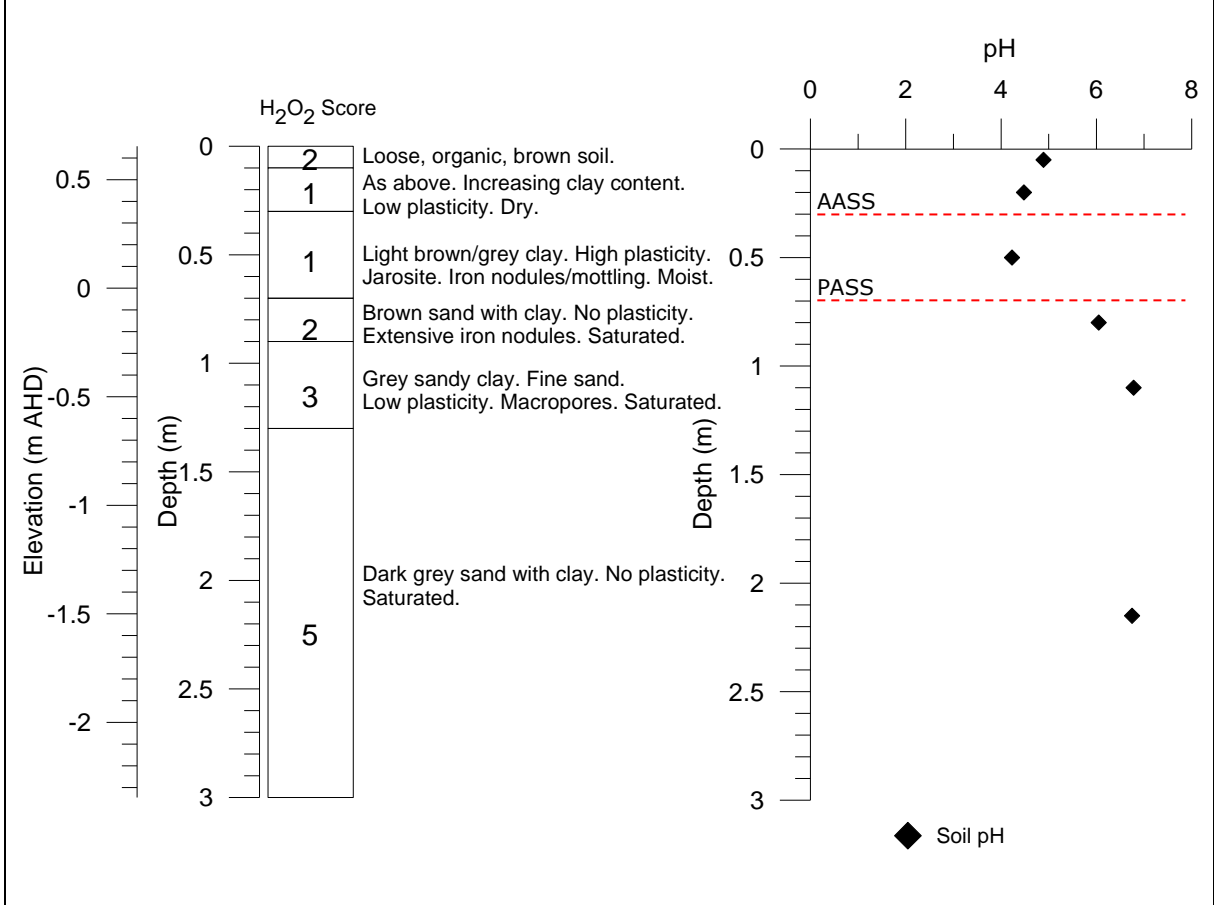 H2O2 Score
Elevation (m AHD)
0.5
0
-0.5
-1
-1.5
-2
Depth (m)
0
0.5
1
1.5
2
2.5
3
2
1
1
2
3
5
Loose, organic, brown soil.
As above. Increasing clay content.
Low plasticity. Dry.
Light brown/grey clay. High plasticity.
Jarosite. Iron nodules/mottling. Moist.
Brown sand with clay. No plasticity.
Extensive iron nodules. Saturated.
Grey sandy clay. Fine sand.
Low plasticity. Macropores. Saturated.
Dark grey sand with clay. No plasticity.
Saturated.
pH
0 2 4 6 8
Depth (m)
0
0.5
1
1.5
2
2.5
3
AASS
PASS
Soil pH